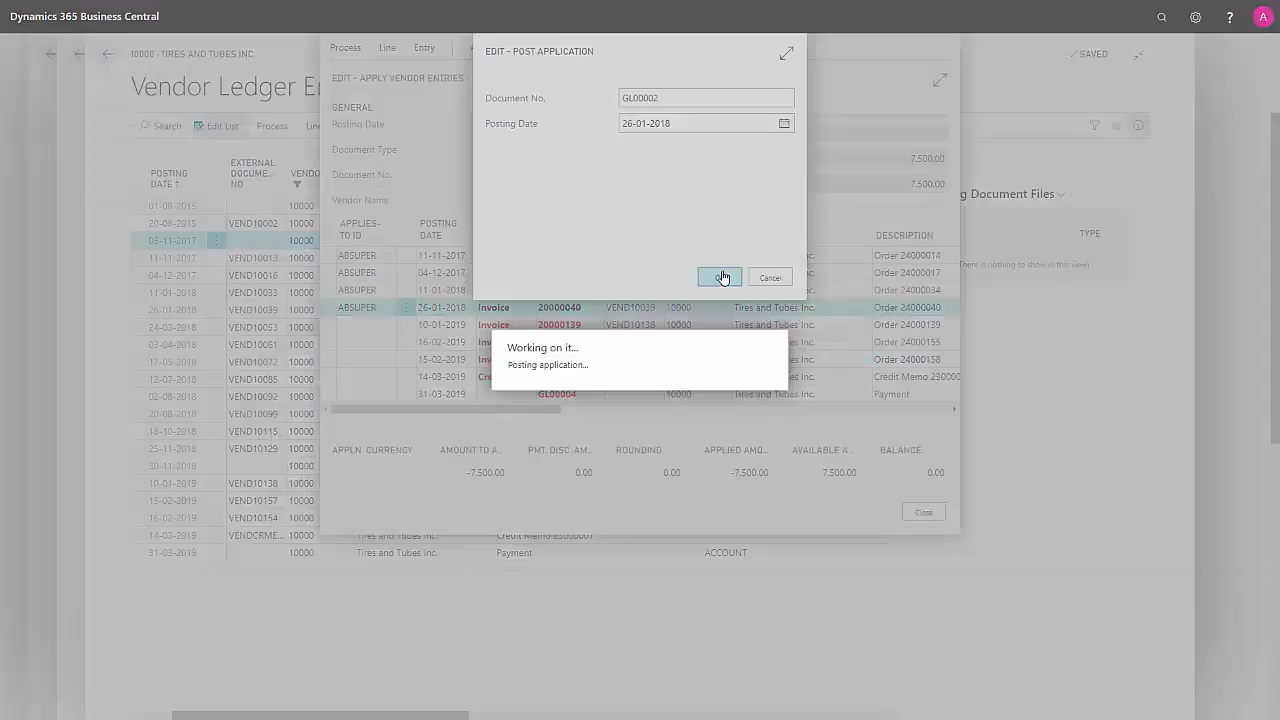 Dynamics 365 Business Central
?
A
10000 · TIRES AND TUBES INC.
SAVED
Vendor Ledger E
Search Edit List Process Lin
POSTING DATE↑ EXTERNAL DOCUME... NO VENDO
01-08-2015 10000
20-08-2015 VEND10002 10000
05-11-2017 10000
11-11-2017 VEND10013 10000
04-12-2017 VEND10016 10000
11-01-2018 VEND10033 10000
26-01-2018 VEND10039 10000
24-03-2018 VEND10053 10000
03-04-2018 VEND10061 10000
17-05-2018 VEND10072 10000
12-07-2018 VEND10085 10000
02-08-2018 VEND10092 10000
20-08-2018 VEND10099 10000
18-10-2018 VEND10115 10000
25-11-2018 VEND10129 10000
30-11-2018 10000
10-01-2019 VEND10138 10000
15-02-2019 VEND10157 10000
16-02-2019 VEND10154 10000
14-03-2019 VENDCRME... 10000 Tires and Tubes Inc. Credit Memo
31-03-2019 10000 Tires and Tubes Inc. Payment ACCOUNT
Process Line Entry
EDIT - APPLY VENDOR ENTRIES -
GENERAL
Posting Date
Document Type 7.500,00
Document No. 7.500,00
Vendor Name
APPLIES-TO ID POSTING DATE DESCRIPTION
ABSUPER 11-11-2017 Order 24000014
ABSUPER 04-12-2017 Order 24000017
ABSUPER 11-01-2018 Order 24000034
ABSUPER 26-01-2018 Invoice 20000040 VEND10039 10000 Tires and Tubes Inc. Order 24000040
10-01-2019 Invoice 20000139 VEND10138 10000 Tires and Tubes Inc. Order 24000139
16-02-2019 Inv Inc. Order 24000155
15-02-2019 Inv Inc. Order 24000158
14-03-2019 Cre Inc. Credit Memo 230000
31-03-2019 GL00004 10000 Tires and Tubes Inc. Payment
APPLN. CURRENCY AMOUNT TO A... PMT. DISC. AM... ROUNDING APPLIED AMO... AVAILABLE A... BALANCE
-7.500,00 0,00 0,00 -7.500,00 7.500,00 0,00
Close
EDIT - POST APPLICATION
Document No. GL00002
Posting Date 26-01-2018
Cancel
Working on it...
Posting application...
g Document Files
TYPE
(There is nothing to show in this view)